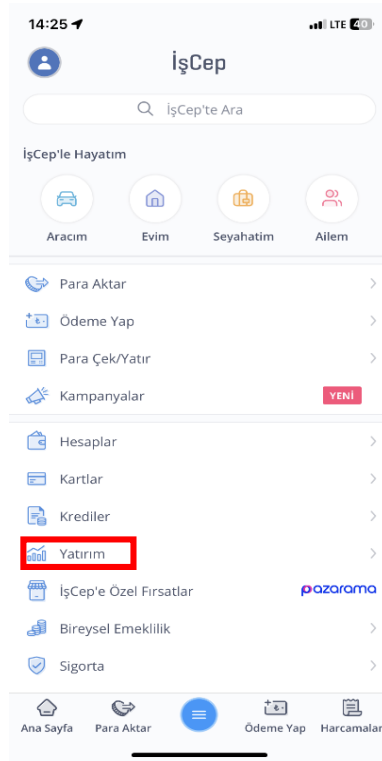 14:25 LTE 40
İşCep
İşCep'te Ara
İşCep'le Hayatım
Aracım Evim Seyahatim Ailem
Para Aktar
Ödeme Yap
Para Çek/Yatır
Kampanyalar YENİ
Hesaplar
Kartlar
Krediler
Yatırım
İşCep'e Özel Fırsatlar pazarama
Bireysel Emeklilik
Sigorta
Ana Sayfa Para Aktar Ödeme Yap Harcamalar